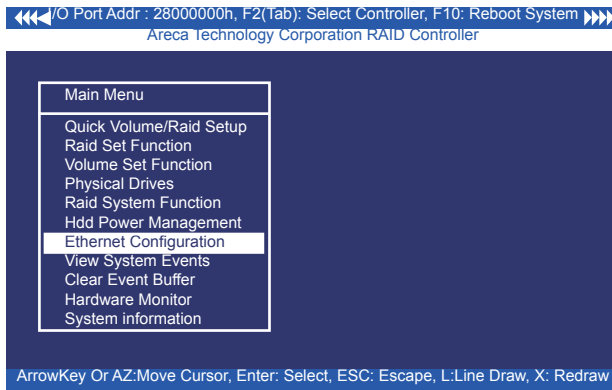 /O Port Addr : 28000000h, F2(Tab): Select Controller, F10: Reboot System
Areca Technology Corporation RAID Controller
Main Menu
Quick Volume/Raid Setup
Raid Set Function
Volume Set Function
Physical Drives
Raid System Function
Hdd Power Management
Ethernet Configuration
View System Events
Clear Event Buffer
Hardware Monitor
System information
ArrowKey Or AZ:Move Cursor, Enter: Select, ESC: Escape, L:Line Draw, X: Redraw